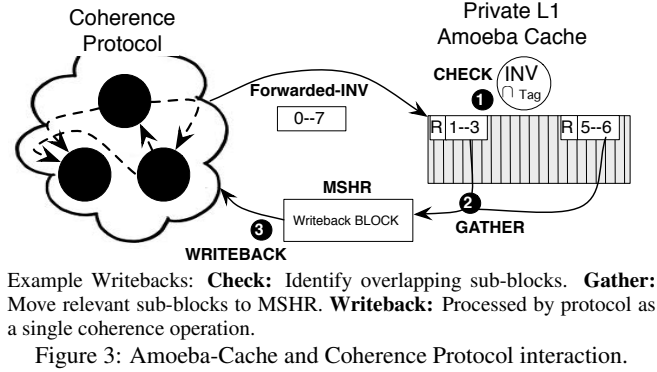 Coherence
Protocol
Private L1
Amoeba Cache
Forwarded-INV
0--7
CHECK
1
INV
∩ Tag
R 1--3
R 5--6
MSHR
Writeback BLOCK
2
GATHER
3
WRITEBACK
Example Writebacks: Check: Identify overlapping sub-blocks. Gather:
Move relevant sub-blocks to MSHR. Writeback: Processed by protocol as
a single coherence operation.
Figure 3: Amoeba-Cache and Coherence Protocol interaction.